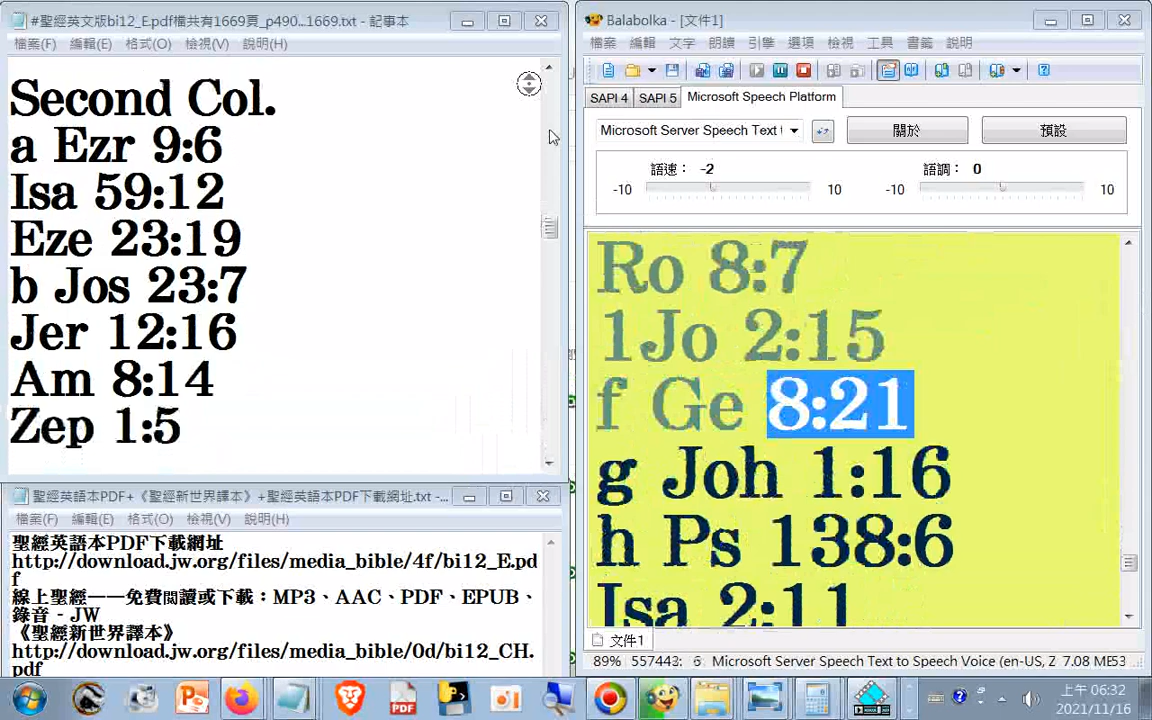 #聖經英文版bi12_E.pdf檔共有1669頁_p490...1669.txt - 記事本
檔案(F) 編輯(E) 格式(O) 檢視(V) 說明(H)
Second Col.
a Ezr 9:6
Isa 59:12
Eze 23:19
b Jos 23:7
Jer 12:16
Am 8:14
Zep 1:5
聖經英語本PDF+《聖經新世界譯本》+聖經英語本PDF下載網址.txt -...
檔案(F) 編輯(E) 格式(O) 檢視(V) 說明(H)
聖經英語本PDF下載網址
http://download.jw.org/files/media_bible/4f/bi12_E.pd
f
線上聖經——免費閱讀或下載：MP3、AAC、PDF、EPUB、
錄音 - JW
《聖經新世界譯本》
http://download.jw.org/files/media_bible/0d/bi12_CH.
pdf
Balabolka - [文件1]
檔案 編輯 文字 朗讀 引擎 選項 檢視 工具 書籤 說明
SAPI 4 SAPI 5 Microsoft Speech Platform
Microsoft Server Speech Text 關於 預設
語速： -2 語調： 0
-10 10 -10 10
Ro 8:7
1Jo 2:15
f Ge 8:21
g Joh 1:16
h Ps 138:6
Isa 2:11
文件1
89% 557442: 6 Microsoft Server Speech Text to Speech Voice (en-US, Z 7.08 MB
PDF
上午 06:32
2021/11/16